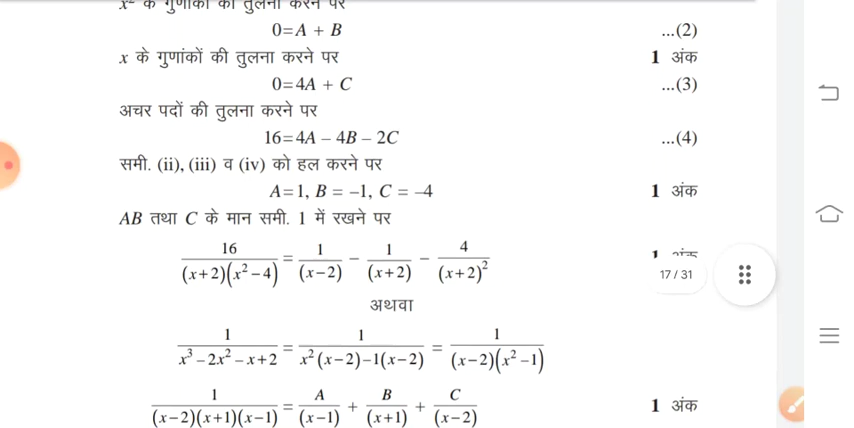 x² के गुणांकों की तुलना करने पर
0=A + B ...(2)
x के गुणांकों की तुलना करने पर 1 अंक
0=4A + C ...(3)
अचर पदों की तुलना करने पर
16=4A – 4B – 2C ...(4)
समी. (ii), (iii) व (iv) को हल करने पर
A=1, B = –1, C = –4 1 अंक
AB तथा C के मान समी. 1 में रखने पर
16/((x+2)(x²–4)) = 1/(x–2) – 1/(x+2) – 4/(x+2)² 1 अंक
17 / 31
अथवा
1/(x³–2x²–x+2) = 1/(x²(x–2)–1(x–2)) = 1/((x–2)(x²–1))
1/((x–2)(x+1)(x–1)) = A/(x–1) + B/(x+1) + C/(x–2) 1 अंक